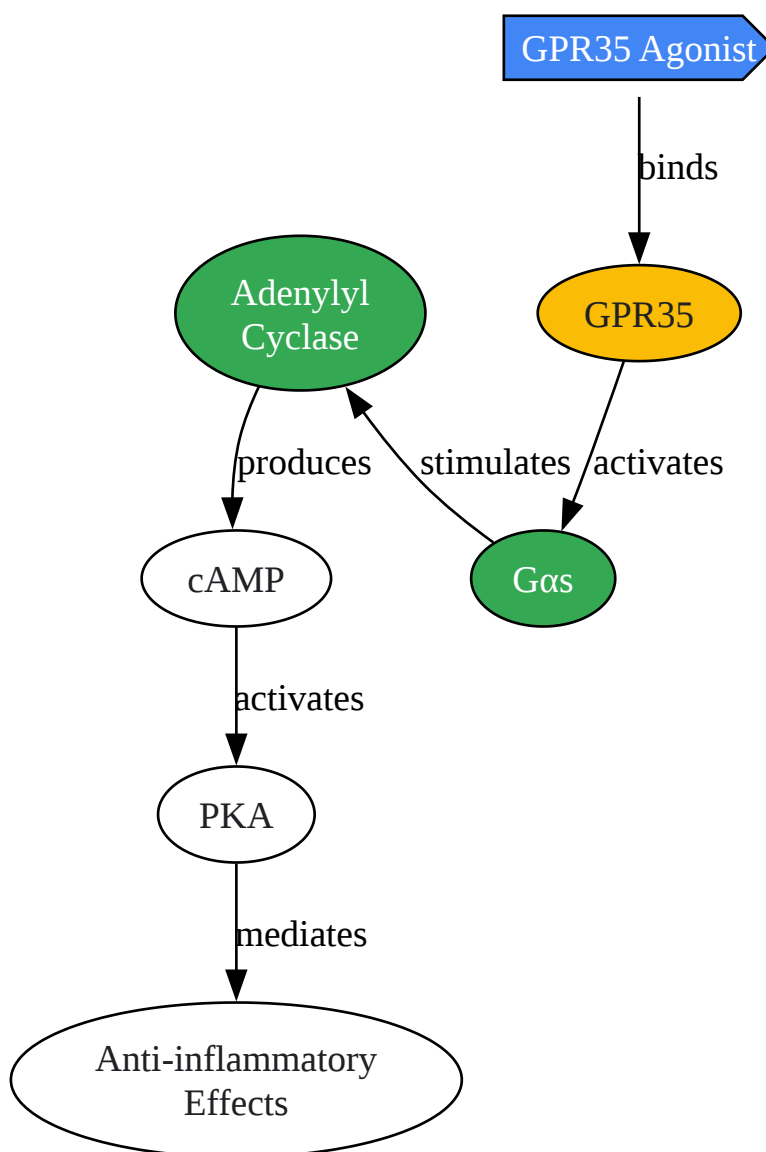 GPR35 Agonist
binds
Adenylyl
Cyclase
GPR35
produces
stimulates
activates
cAMP
Gαs
activates
PKA
mediates
Anti-inflammatory
Effects